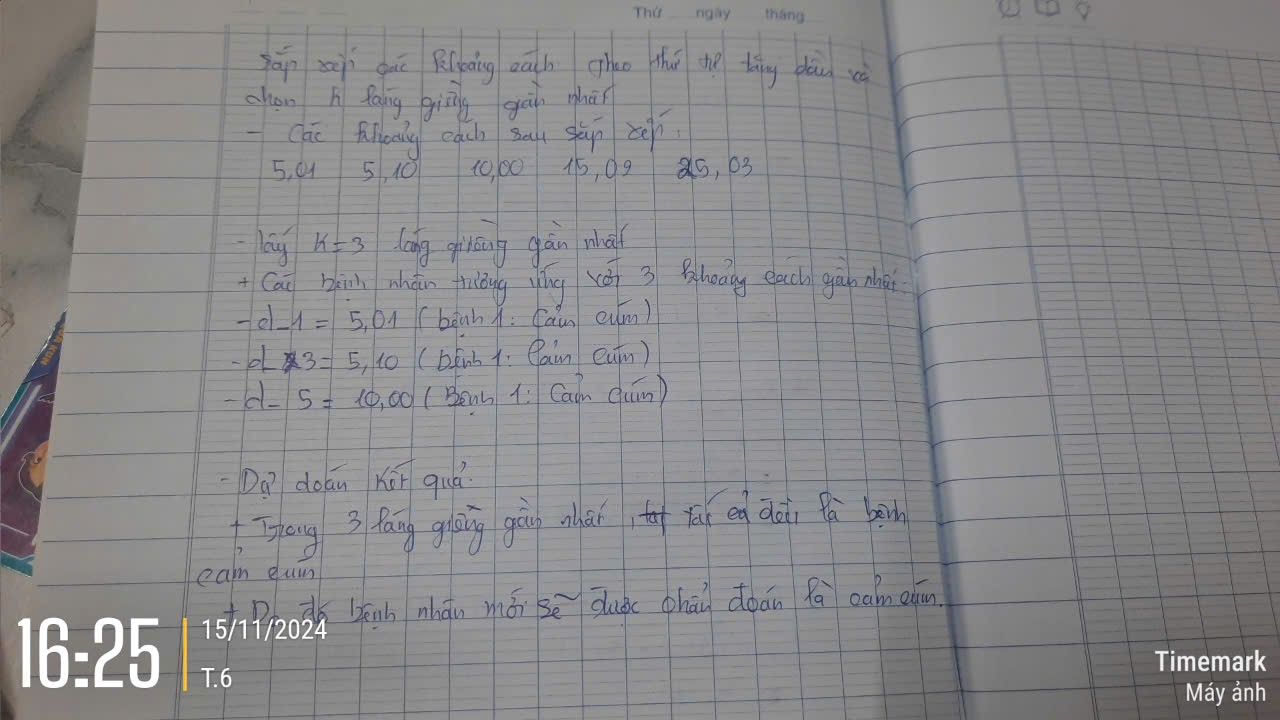 Thứ ngày tháng
Sắp xếp các khoảng cách theo thứ tự tăng dần và
chọn k láng giềng gần nhất
- Các khoảng cách sau sắp xếp:
5,01 5,10 10,00 15,09 25,03
- lấy K=3 láng giềng gần nhất
+ Các bệnh nhân tương ứng với 3 khoảng cách gần nhất:
- d_1 = 5,01 (bệnh 1: Cảm cúm)
- d_3 = 5,10 (bệnh 1: Cảm cúm)
- d_5 = 10,00 (Bệnh 1: Cảm cúm)
- Dự đoán kết quả:
+ Trong 3 láng giềng gần nhất, tất cả đều là bệnh
cảm cúm
+ Do đó bệnh nhân mới sẽ được chẩn đoán là cảm cúm.
KUN
16:25
15/11/2024
T.6
Timemark
Máy ảnh